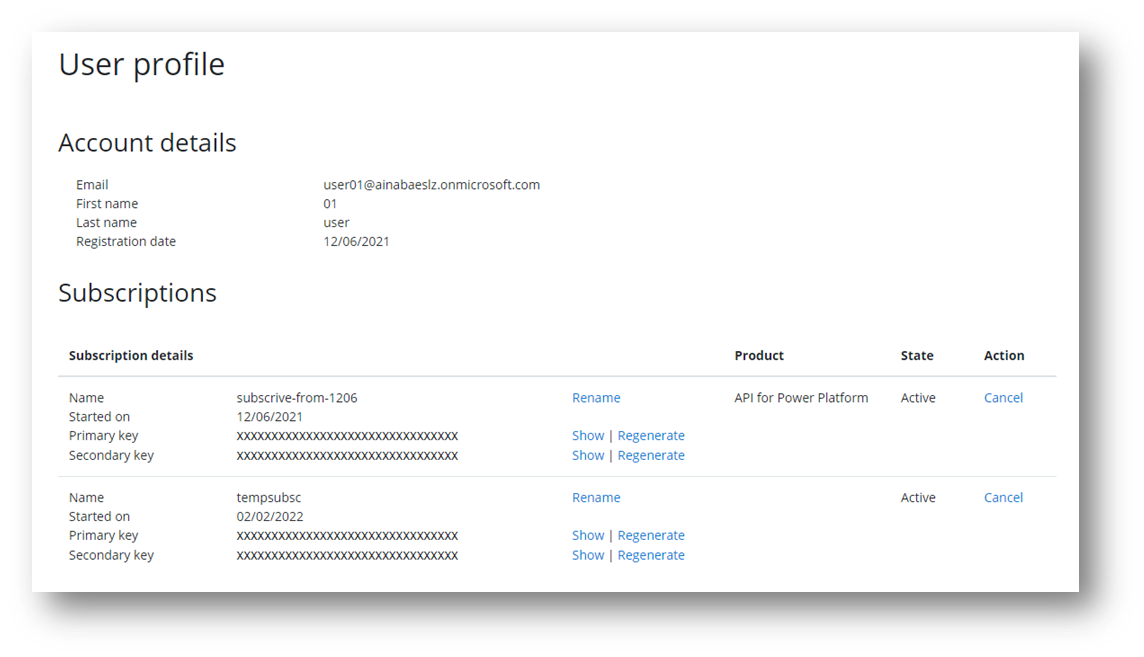 User profile
Account details
Email user01@ainabaeslz.onmicrosoft.com
First name 01
Last name user
Registration date 12/06/2021
Subscriptions
Subscription details Product State Action
Name subscrive-from-1206 Rename API for Power Platform Active Cancel
Started on 12/06/2021
Primary key XXXXXXXXXXXXXXXXXXXXXXXXXXXXXXXX Show | Regenerate
Secondary key XXXXXXXXXXXXXXXXXXXXXXXXXXXXXXXX Show | Regenerate
Name tempsubsc Rename Active Cancel
Started on 02/02/2022
Primary key XXXXXXXXXXXXXXXXXXXXXXXXXXXXXXXX Show | Regenerate
Secondary key XXXXXXXXXXXXXXXXXXXXXXXXXXXXXXXX Show | Regenerate